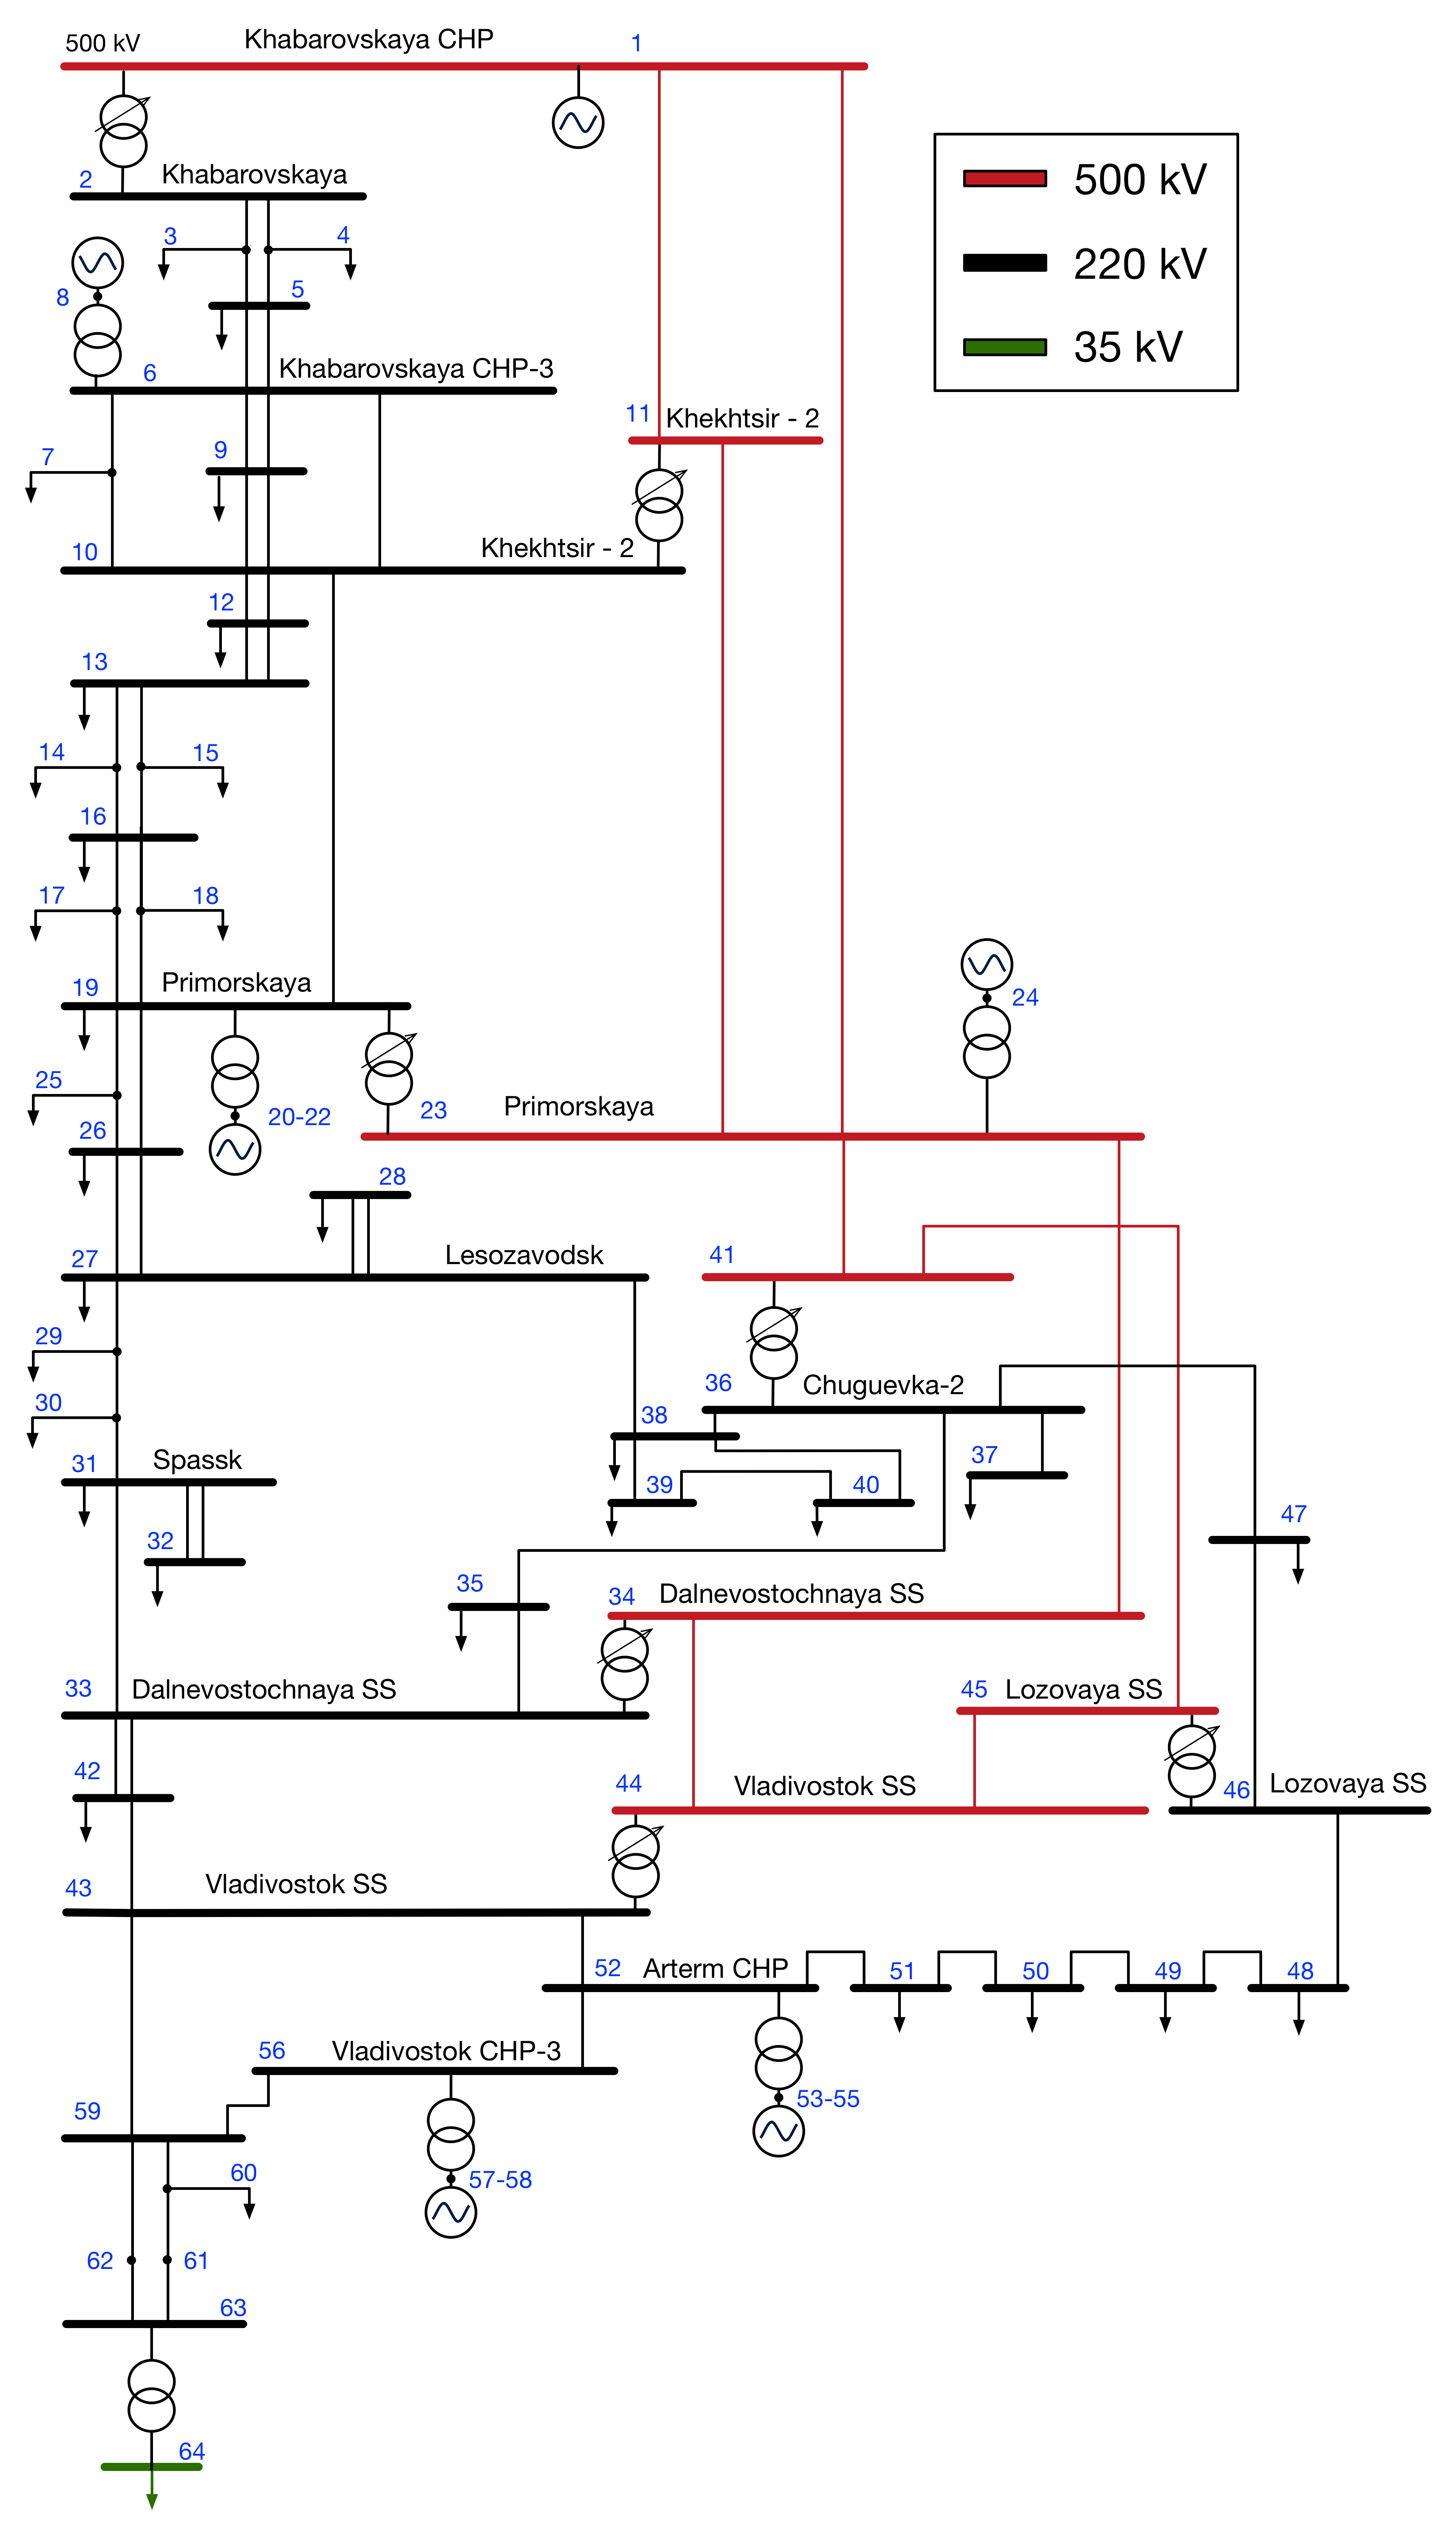 500 kV
Khabarovskaya CHP
1
2
Khabarovskaya
3
4
500 kV
220 kV
35 kV
8
5
6
Khabarovskaya CHP-3
11
Khekhtsir - 2
7
9
10
Khekhtsir - 2
12
13
14
15
16
17
18
19
Primorskaya
24
25
20-22
23
Primorskaya
26
28
27
Lesozavodsk
41
29
30
36
Chuguevka-2
38
31
Spassk
39
40
37
32
47
35
34
Dalnevostochnaya SS
33
Dalnevostochnaya SS
45
Lozovaya SS
42
44
Vladivostok SS
46
Lozovaya SS
43
Vladivostok SS
52
Arterm CHP
51
50
49
48
56
Vladivostok CHP-3
53-55
59
60
57-58
62
61
63
64